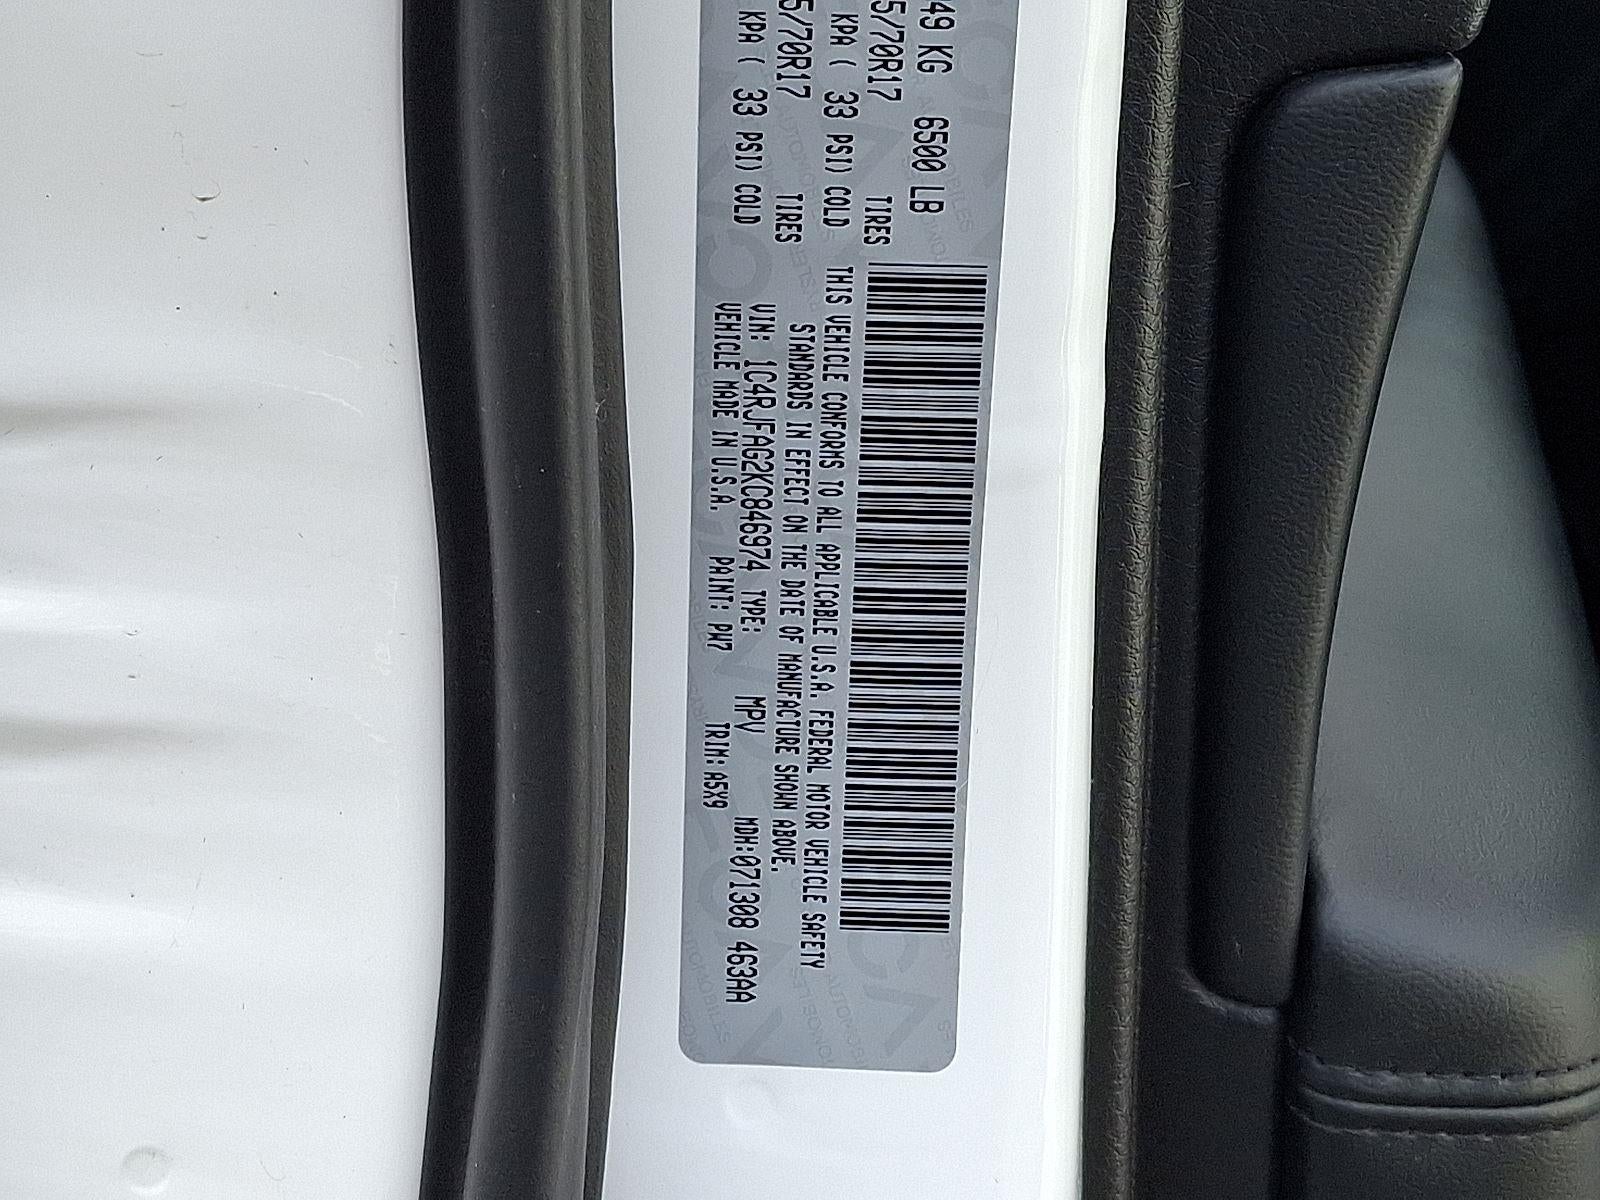 49 KG 6500 LB
5/70R17 TIRES
KPA ( 33 PSI) COLD
5/70R17 TIRES
KPA ( 33 PSI) COLD
THIS VEHICLE CONFORMS TO ALL APPLICABLE U.S.A. FEDERAL MOTOR VEHICLE SAFETY
STANDARDS IN EFFECT ON THE DATE OF MANUFACTURE SHOWN ABOVE.
VIN: 1C4RJFAG2KC846974 TYPE: MPV MDH:071308 463AA
VEHICLE MADE IN U.S.A. PAINT: PW7 TRIM: A5X9